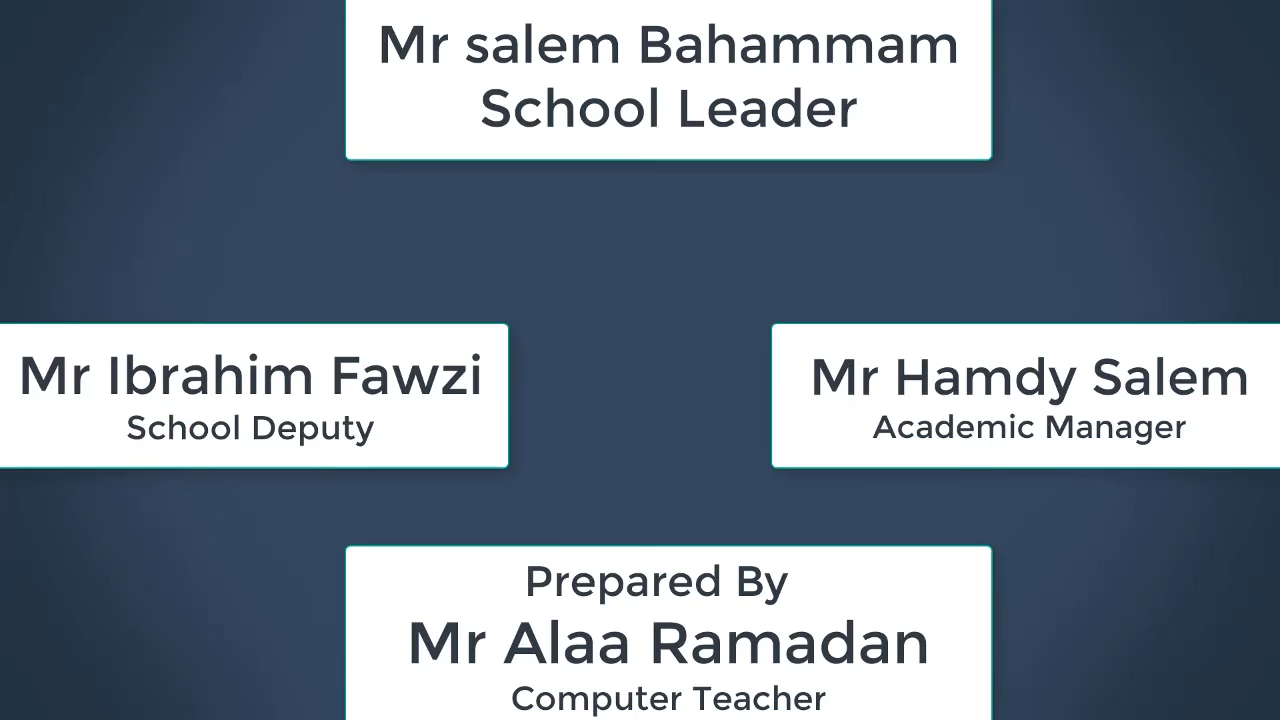 Mr salem Bahammam
School Leader
Mr Ibrahim Fawzi
School Deputy
Mr Hamdy Salem
Academic Manager
Prepared By
Mr Alaa Ramadan
Computer Teacher